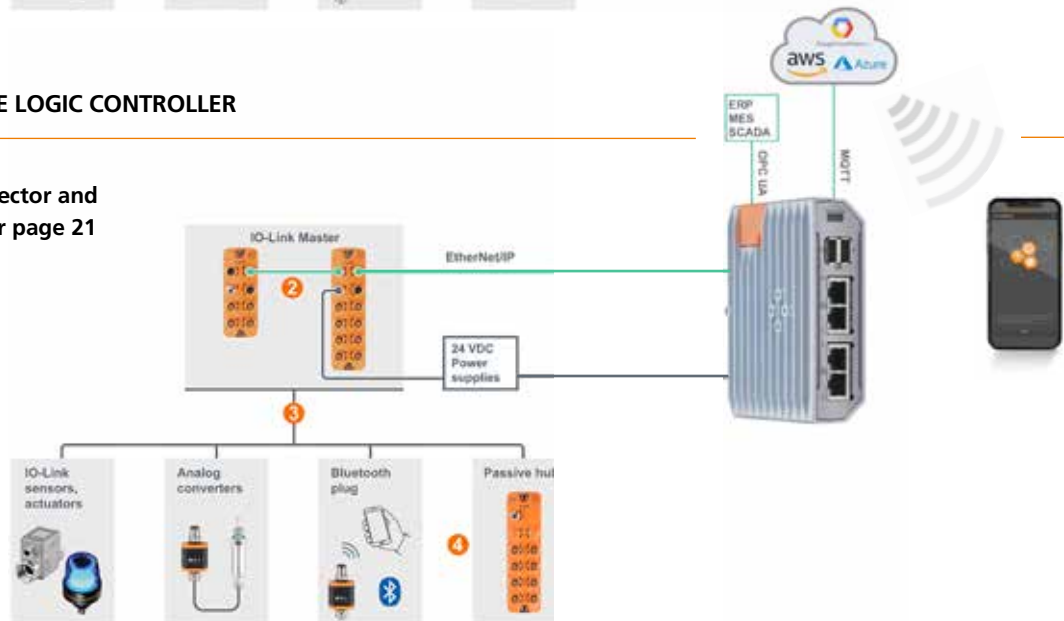 aws
Azure
E LOGIC CONTROLLER
ERP
MES
SCADA
OPC UA
MQTT
ector and
r page 21
IO-Link Master
EtherNet/IP
2
24 VDC
Power
supplies
3
IO-Link
sensors,
actuators
Analog
converters
Bluetooth
plug
Passive hub
4